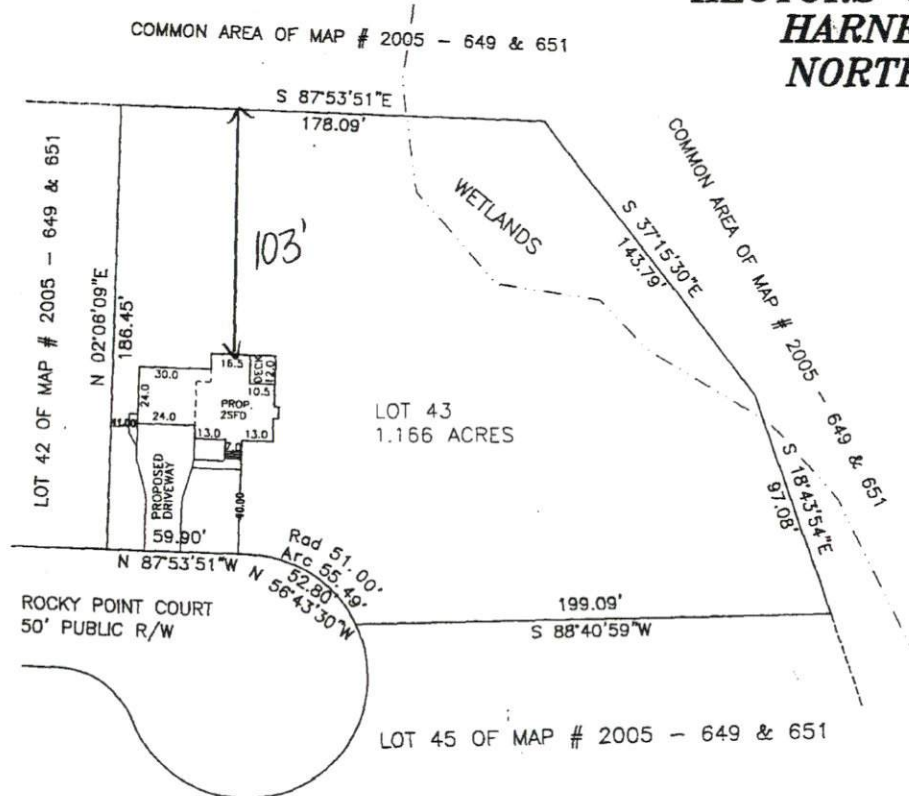 HARNE
NORTE
COMMON AREA OF MAP # 2005 - 649 & 651
S 87°53'51"E
178.09'
COMMON AREA OF MAP # 2005 - 649 & 651
WETLANDS
S 37°15'30"E
143.79'
103'
LOT 42 OF MAP # 2005 - 649 & 651
N 02°06'09"E
186.45'
16.5
DECK
12.0
30.0
10.5
24.0
PROP.
2SFD
24.0
11.00
13.0
13.0
7.0
LOT 43
1.166 ACRES
PROPOSED
DRIVEWAY
40.00
S 18°43'54"E
97.08'
59.90'
N 87°53'51"W
Rad 51.00'
Arc 55.49'
52.80'
N 56°43'30"W
199.09'
S 88°40'59"W
ROCKY POINT COURT
50' PUBLIC R/W
LOT 45 OF MAP # 2005 - 649 & 651